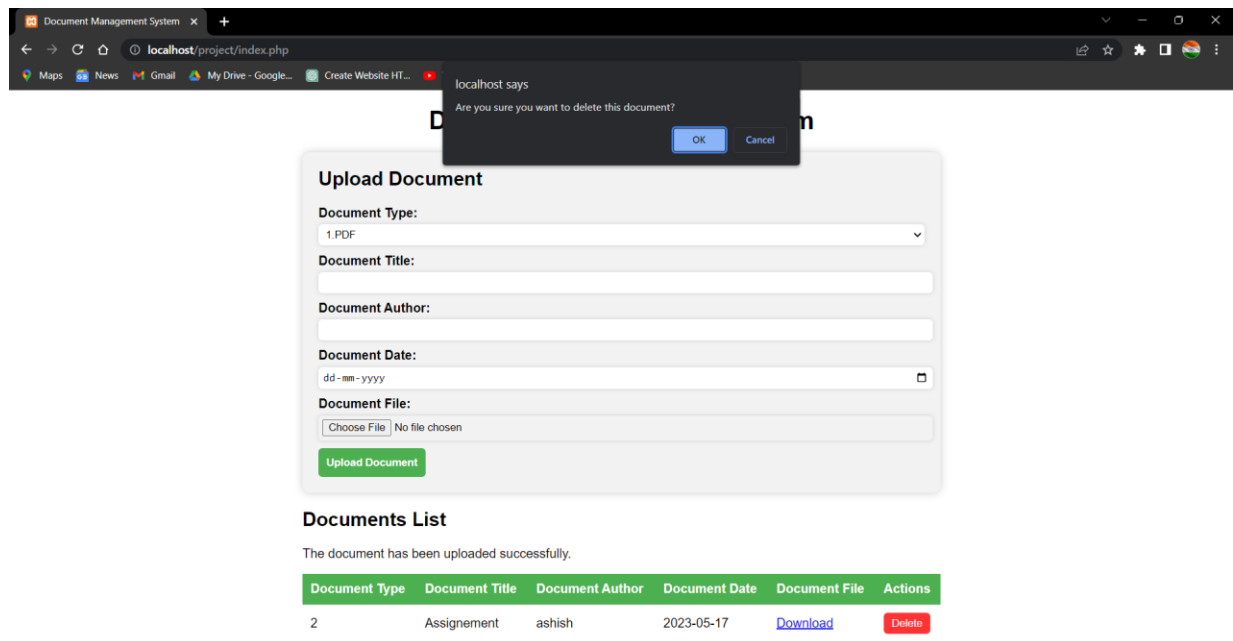 Document Management System
localhost/project/index.php
Maps News Gmail My Drive - Google... Create Website HT...
localhost says
Are you sure you want to delete this document?
OK Cancel
D m
Upload Document
Document Type:
1.PDF
Document Title:
Document Author:
Document Date:
dd-mm-yyyy
Document File:
Choose File No file chosen
Upload Document
Documents List
The document has been uploaded successfully.
Document Type Document Title Document Author Document Date Document File Actions
2 Assignement ashish 2023-05-17 Download Delete